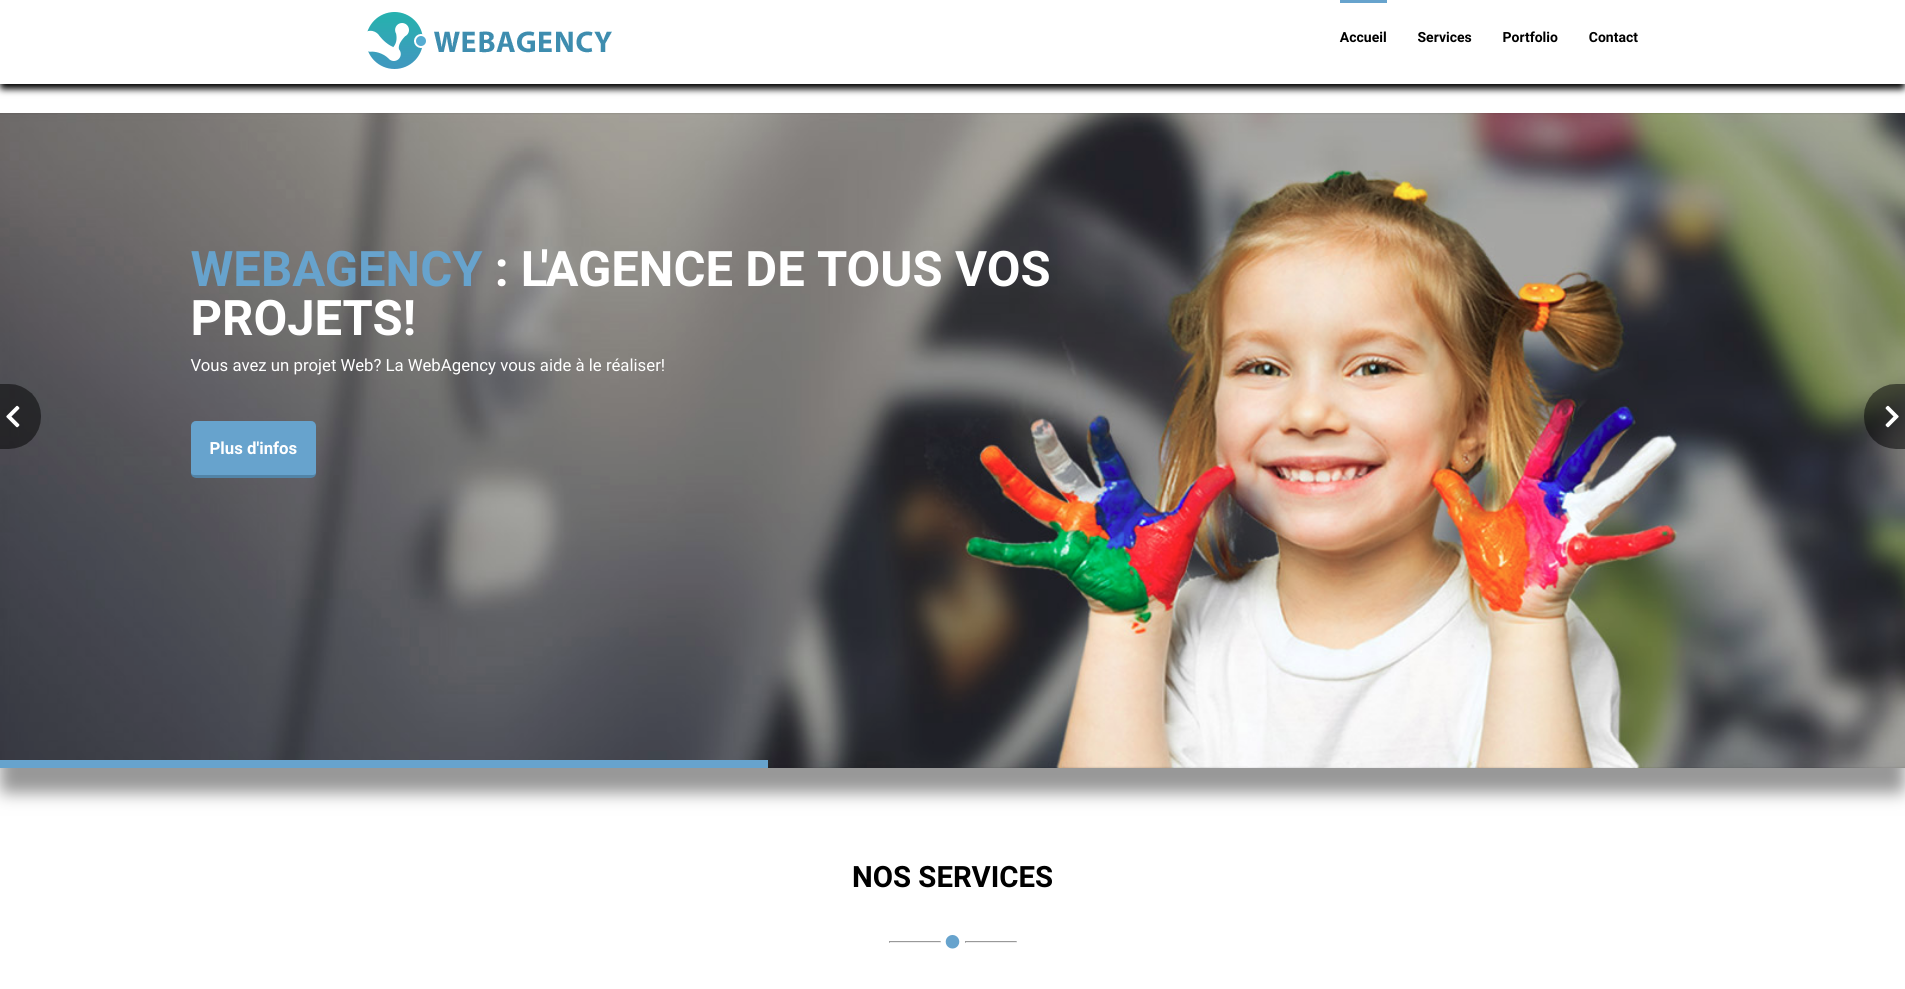 WEBAGENCY
Accueil Services Portfolio Contact
WEBAGENCY : L'AGENCE DE TOUS VOS
PROJETS!
Vous avez un projet Web? La WebAgency vous aide à le réaliser!
Plus d'infos
NOS SERVICES